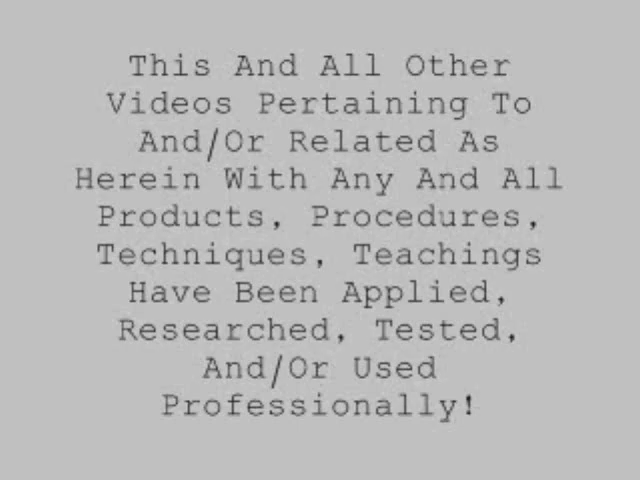 This And All Other
Videos Pertaining To
And/Or Related As
Herein With Any And All
Products, Procedures,
Techniques, Teachings
Have Been Applied,
Researched, Tested,
And/Or Used
Professionally!